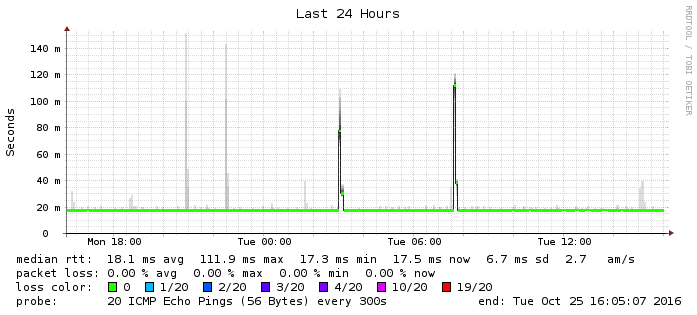 Last 24 Hours
RRDTOOL / TOBI OETIKER
Seconds
140 m
120 m
100 m
80 m
60 m
40 m
20 m
0
Mon 18:00 Tue 00:00 Tue 06:00 Tue 12:00
median rtt: 18.1 ms avg 111.9 ms max 17.3 ms min 17.5 ms now 6.7 ms sd 2.7 am/s
packet loss: 0.00 % avg 0.00 % max 0.00 % min 0.00 % now
loss color: 0 1/20 2/20 3/20 4/20 10/20 19/20
probe: 20 ICMP Echo Pings (56 Bytes) every 300s end: Tue Oct 25 16:05:07 2016